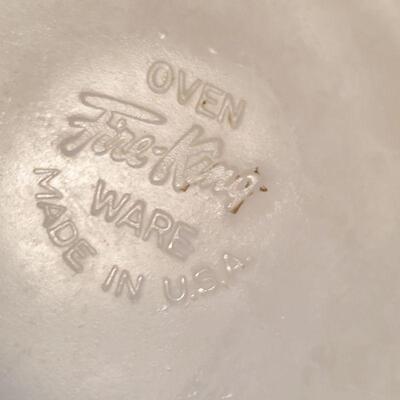 OVEN
Fire-King
WARE
MADE IN U.S.A.